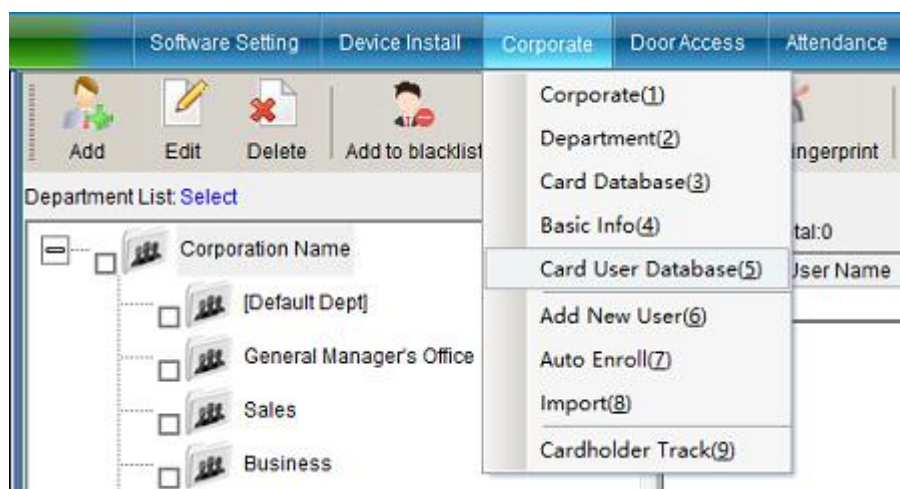 Software Setting Device Install Corporate Door Access Attendance
Add Edit Delete Add to blacklist
Department List: Select
Corporation Name
[Default Dept]
General Manager's Office
Sales
Business
Corporate(1)
Department(2)
Card Database(3)
Basic Info(4)
Card User Database(5)
Add New User(6)
Auto Enroll(7)
Import(8)
Cardholder Track(9)
ingerprint
tal:0
User Name